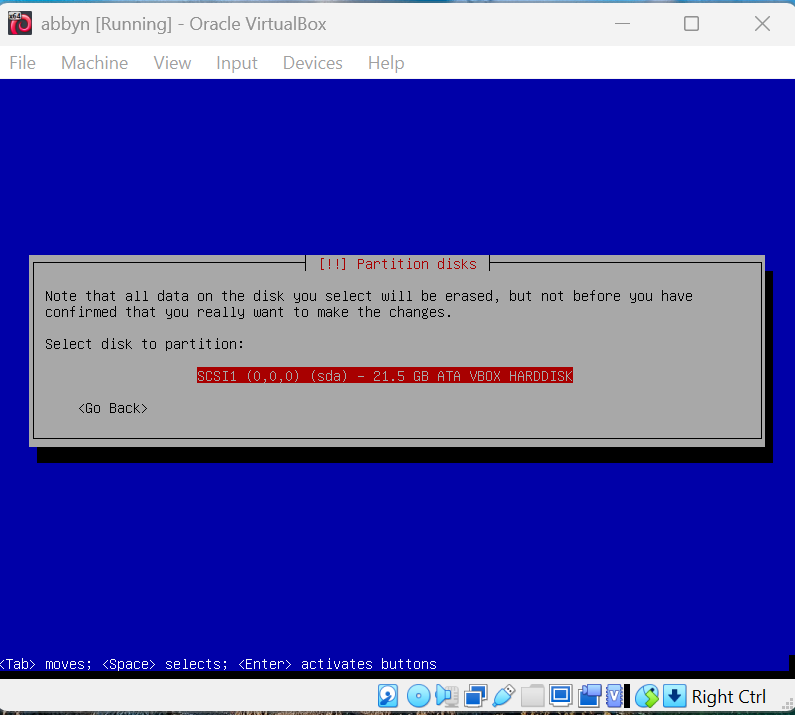 abbyn [Running] - Oracle VirtualBox
File Machine View Input Devices Help
[!!] Partition disks
Note that all data on the disk you select will be erased, but not before you have
confirmed that you really want to make the changes.
Select disk to partition:
SCSI1 (0,0,0) (sda) - 21.5 GB ATA VBOX HARDDISK
<Go Back>
<Tab> moves; <Space> selects; <Enter> activates buttons
Right Ctrl